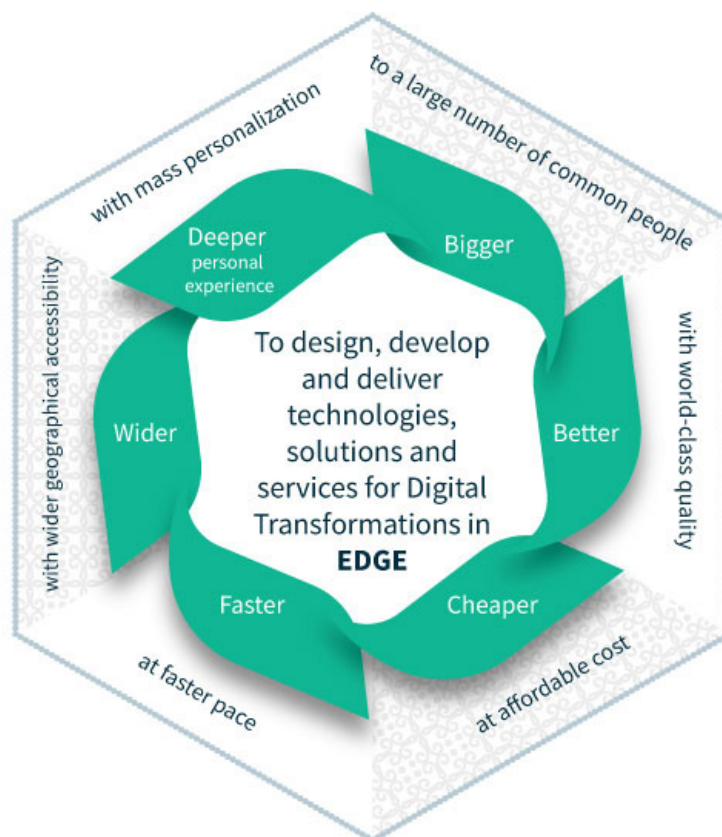 with mass personalization
to a large number of common people
Deeper
personal
experience
Bigger
with wider geographical accessibility
To design, develop
and deliver
technologies,
solutions and
services for Digital
Transformations in
EDGE
Wider
Better
with world-class quality
Faster
Cheaper
at faster pace
at affordable cost